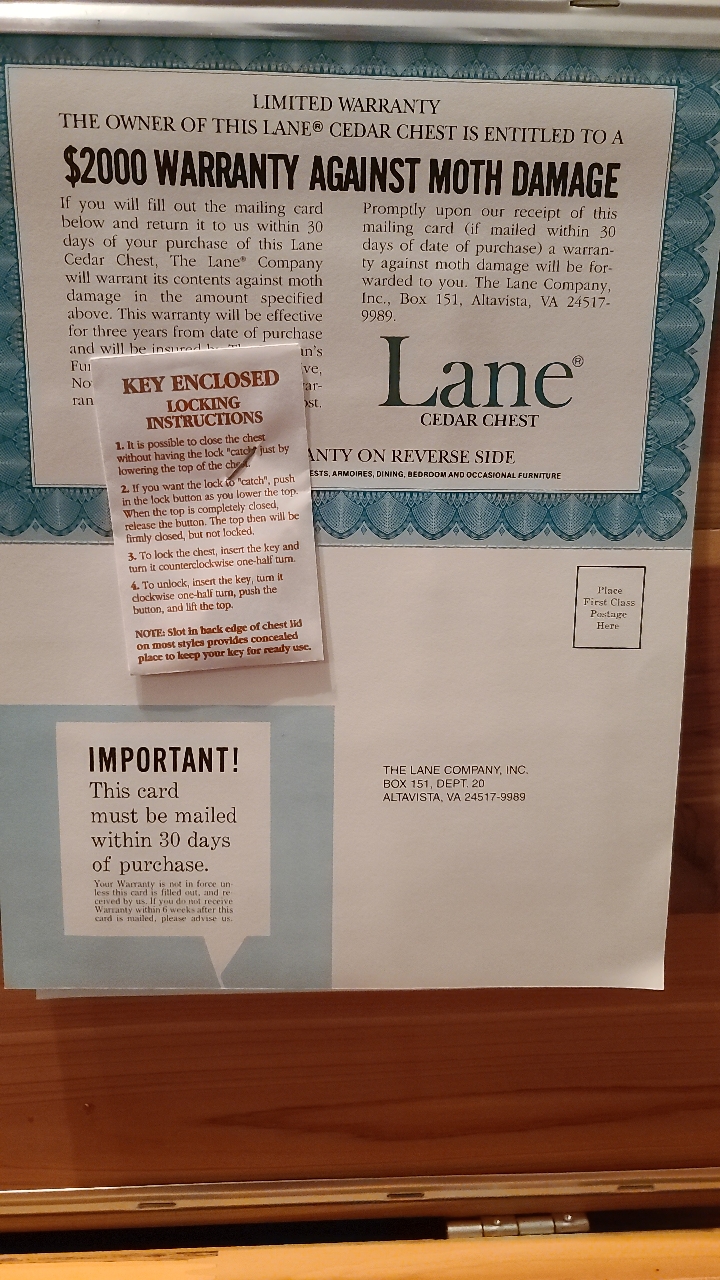 LIMITED WARRANTY
THE OWNER OF THIS LANE® CEDAR CHEST IS ENTITLED TO A
$2000 WARRANTY AGAINST MOTH DAMAGE
If you will fill out the mailing card
below and return it to us within 30
days of your purchase of this Lane
Cedar Chest, The Lane® Company
will warrant its contents against moth
damage in the amount specified
above. This warranty will be effective
for three years from date of purchase
and will be insured by
Promptly upon our receipt of this
mailing card (if mailed within 30
days of date of purchase) a warran-
ty against moth damage will be for-
warded to you. The Lane Company,
Inc., Box 151, Altavista, VA 24517-
9989.
Lane®
CEDAR CHEST
ON REVERSE SIDE
ARMOIRES, DINING, BEDROOM AND OCCASIONAL FURNITURE
KEY ENCLOSED
LOCKING
INSTRUCTIONS
1. It is possible to close the chest
without having the lock "catch" just by
lowering the top of the chest.
2. If you want the lock to "catch", push
in the lock button as you lower the top.
When the top is completely closed,
release the button. The top then will be
firmly closed, but not locked.
3. To lock the chest, insert the key and
turn it counterclockwise one-half turn.
4. To unlock, insert the key, turn it
clockwise one-half turn, push the
button, and lift the top.
NOTE: Slot in back edge of chest lid
on most styles provides concealed
place to keep your key for ready use.
Place
First Class
Postage
Here
IMPORTANT!
This card
must be mailed
within 30 days
of purchase.
Your Warranty is not in force un-
less this card is filled out, and re-
ceived by us. If you do not receive
Warranty within 6 weeks after this
card is mailed, please advise us.
THE LANE COMPANY, INC.
BOX 151, DEPT. 20
ALTAVISTA, VA 24517-9989